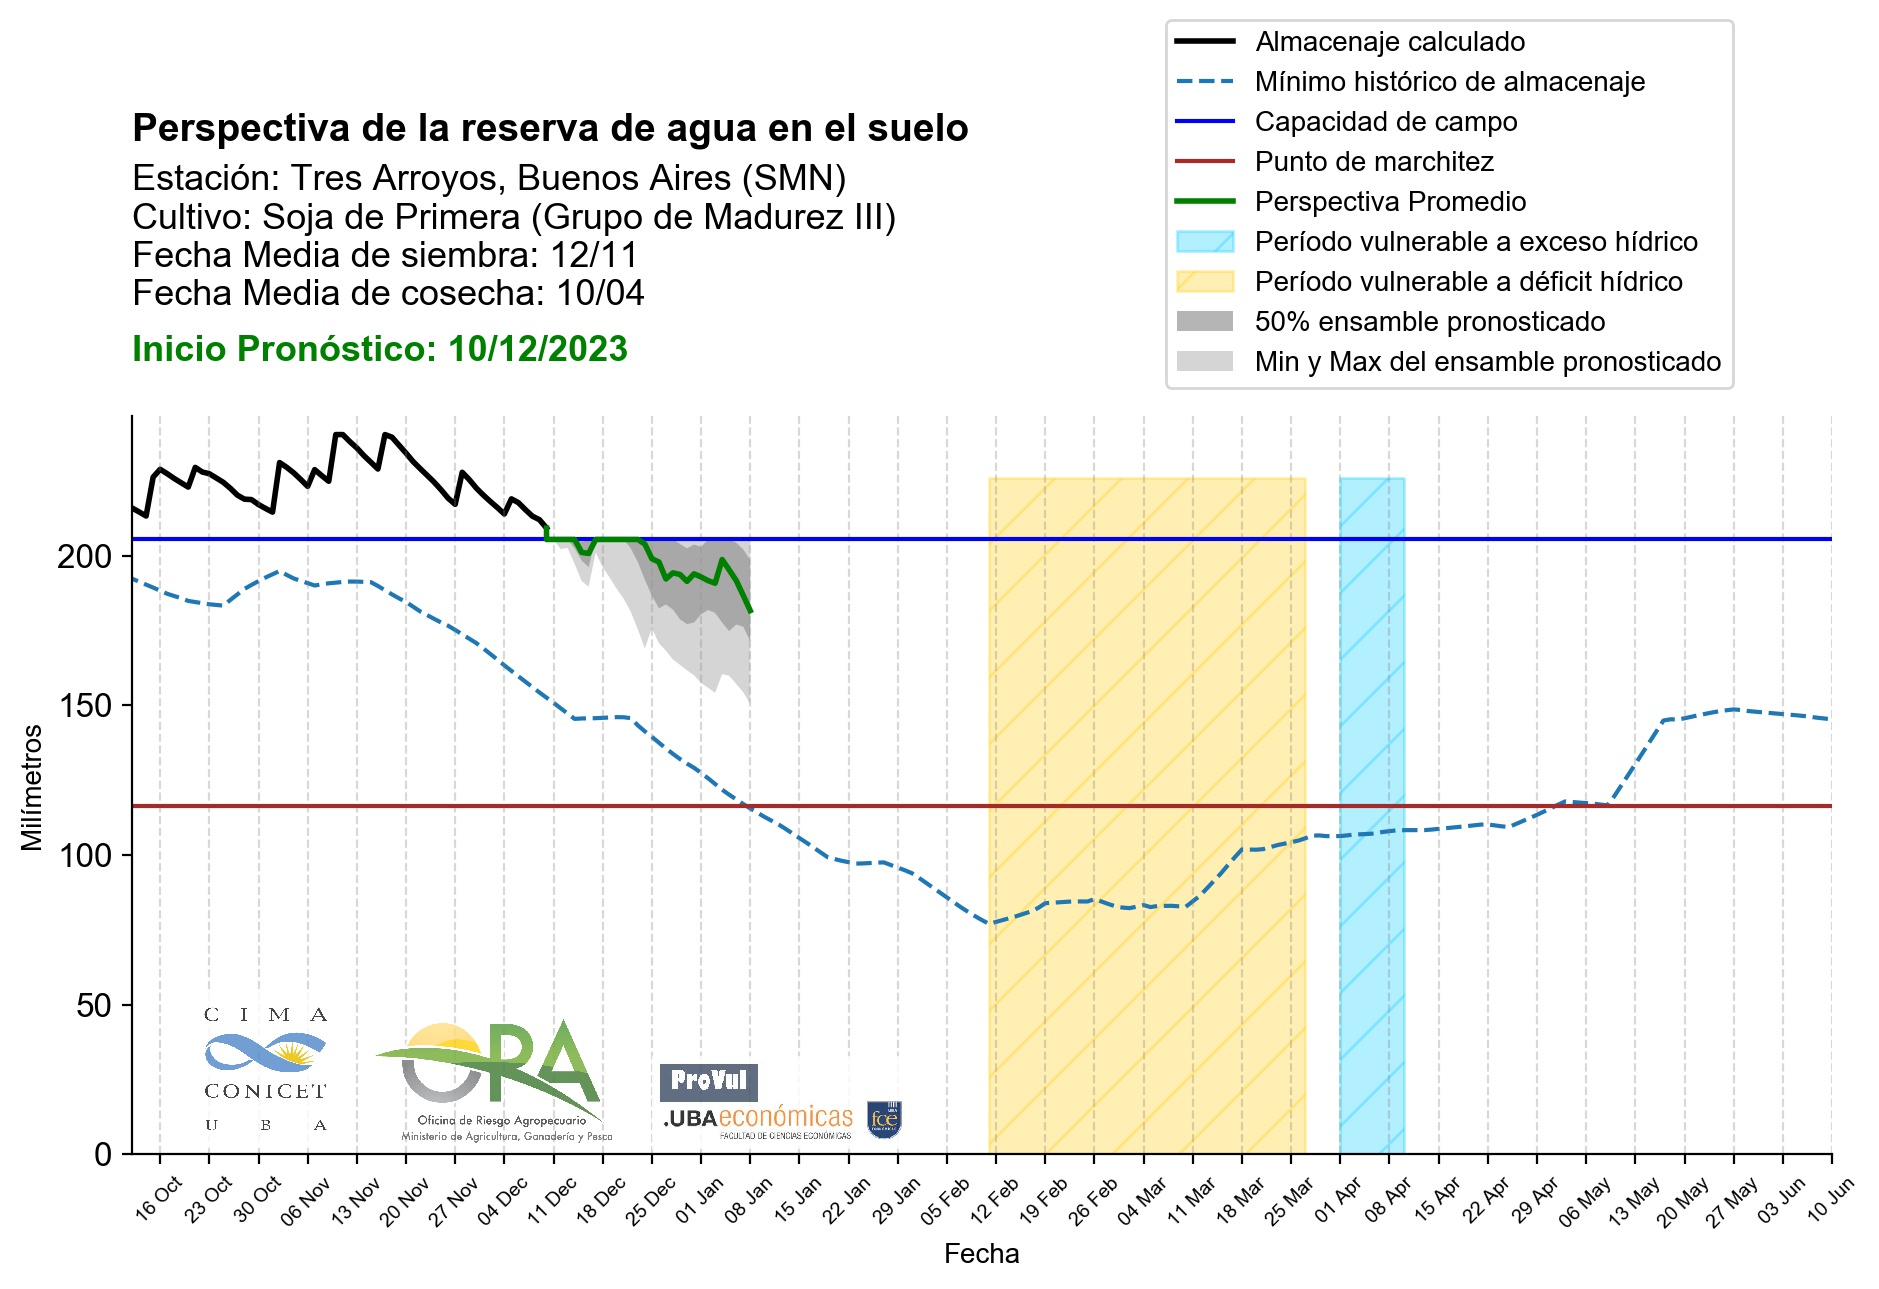 Almacenaje calculado
Mínimo histórico de almacenaje
Capacidad de campo
Punto de marchitez
Perspectiva Promedio
Período vulnerable a exceso hídrico
Período vulnerable a déficit hídrico
50% ensamble pronosticado
Min y Max del ensamble pronosticado
Perspectiva de la reserva de agua en el suelo
Estación: Tres Arroyos, Buenos Aires (SMN)
Cultivo: Soja de Primera (Grupo de Madurez III)
Fecha Media de siembra: 12/11
Fecha Media de cosecha: 10/04
Inicio Pronóstico: 10/12/2023
Milímetros
200
150
100
50
0
CIMA
CONICET
UBA
ORA
Oficina de Riesgo Agropecuario
Ministerio de Agricultura, Ganadería y Pesca
ProVul
.UBAeconómicas
FACULTAD DE CIENCIAS ECONÓMICAS
fce
16 Oct
23 Oct
30 Oct
06 Nov
13 Nov
20 Nov
27 Nov
04 Dec
11 Dec
18 Dec
25 Dec
01 Jan
08 Jan
15 Jan
22 Jan
29 Jan
05 Feb
12 Feb
19 Feb
26 Feb
04 Mar
11 Mar
18 Mar
25 Mar
01 Apr
08 Apr
15 Apr
22 Apr
29 Apr
06 May
13 May
20 May
27 May
03 Jun
10 Jun
Fecha